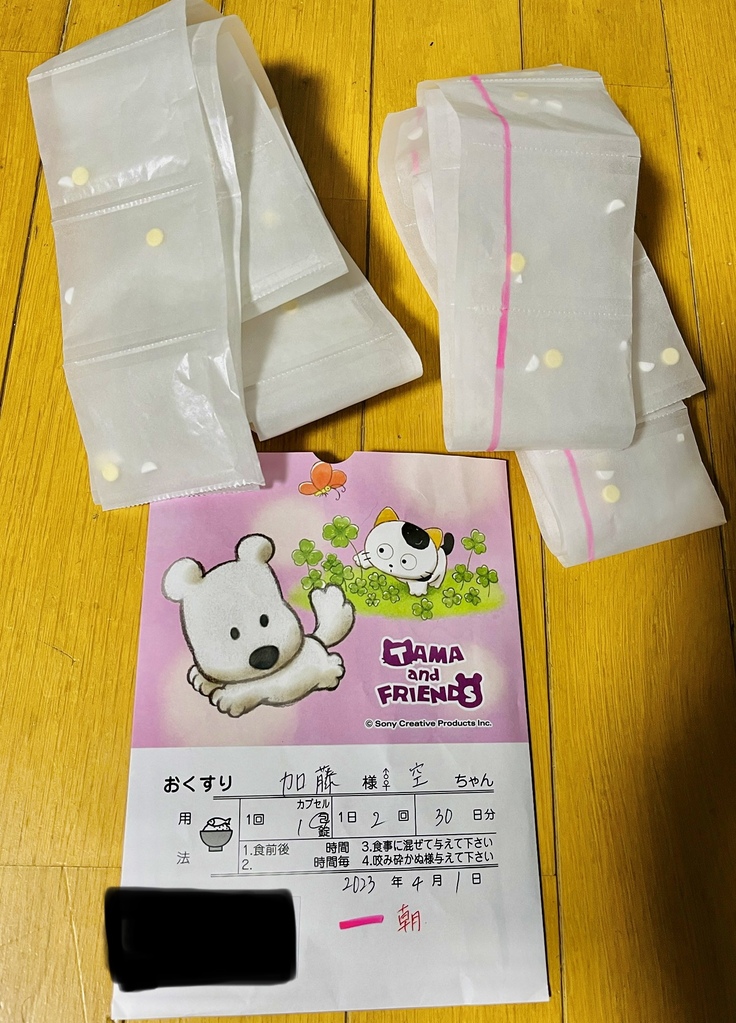 TAMA
and
FRiENDS
© Sony Creative Products Inc.
おくすり 加藤 様 空 ちゃん
用法
1回 1 カプセル 包 錠 1日 2 回 30 日分
1.食前後 時間 3.食事に混ぜて与えて下さい
2. 時間毎 4.咬み砕かぬ様与えて下さい
2023 年 4 月 1 日
朝